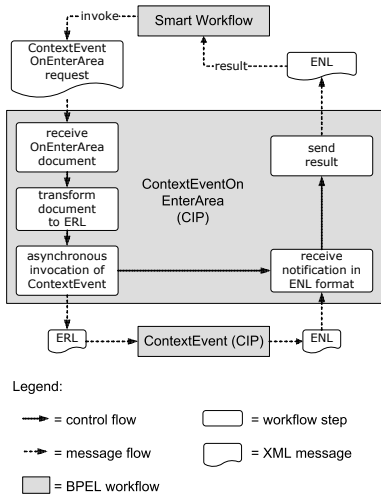 invoke
Smart Workflow
result
ContextEvent
OnEnterArea
request
ENL
receive
OnEnterArea
document
transform
document
to ERL
asynchronous
invocation of
ContextEvent
ContextEventOn
EnterArea
(CIP)
send
result
receive
notification in
ENL format
ERL
ContextEvent (CIP)
ENL
Legend:
= control flow
= workflow step
= message flow
= XML message
= BPEL workflow